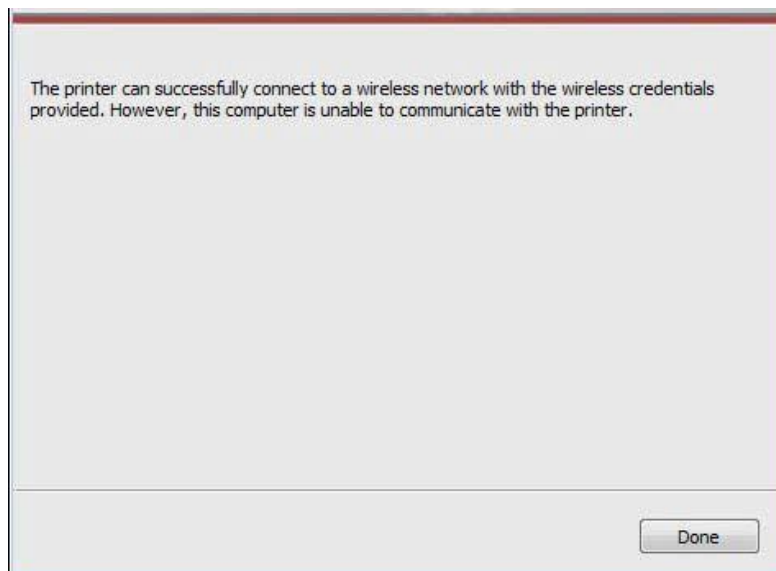 The printer can successfully connect to a wireless network with the wireless credentials
provided. However, this computer is unable to communicate with the printer.
Done